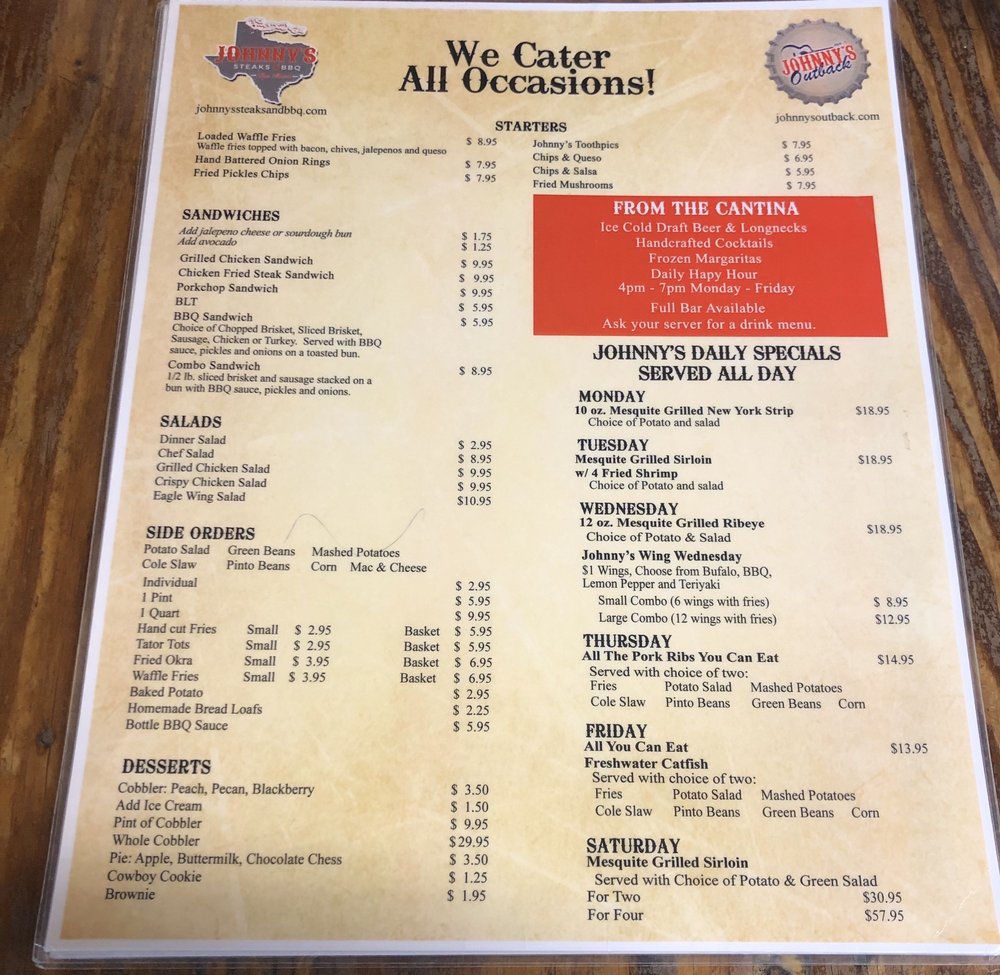 JOHNNY'S
STEAKS & BBQ
johnnyssteaksandbbq.com
We Cater
All Occasions!
JOHNNY'S
Outback
johnnysoutback.com
STARTERS
Loaded Waffle Fries $ 8.95
Waffle fries topped with bacon, chives, jalepenos and queso
Hand Battered Onion Rings $ 7.95
Fried Pickles Chips $ 7.95
Johnny's Toothpics $ 7.95
Chips & Queso $ 6.95
Chips & Salsa $ 5.95
Fried Mushrooms $ 7.95
SANDWICHES
Add jalepeno cheese or sourdough bun $ 1.75
Add avocado $ 1.25
Grilled Chicken Sandwich $ 9.95
Chicken Fried Steak Sandwich $ 9.95
Porkchop Sandwich $ 9.95
BLT $ 5.95
BBQ Sandwich $ 5.95
Choice of Chopped Brisket, Sliced Brisket,
Sausage, Chicken or Turkey. Served with BBQ
sauce, pickles and onions on a toasted bun.
Combo Sandwich $ 8.95
1/2 lb. sliced brisket and sausage stacked on a
bun with BBQ sauce, pickles and onions.
SALADS
Dinner Salad $ 2.95
Chef Salad $ 8.95
Grilled Chicken Salad $ 9.95
Crispy Chicken Salad $ 9.95
Eagle Wing Salad $10.95
SIDE ORDERS
Potato Salad Green Beans Mashed Potatoes
Cole Slaw Pinto Beans Corn Mac & Cheese
Individual $ 2.95
1 Pint $ 5.95
1 Quart $ 9.95
Hand cut Fries Small $ 2.95 Basket $ 5.95
Tator Tots Small $ 2.95 Basket $ 5.95
Fried Okra Small $ 3.95 Basket $ 6.95
Waffle Fries Small $ 3.95 Basket $ 6.95
Baked Potato $ 2.95
Homemade Bread Loafs $ 2.25
Bottle BBQ Sauce $ 5.95
DESSERTS
Cobbler: Peach, Pecan, Blackberry $ 3.50
Add Ice Cream $ 1.50
Pint of Cobbler $ 9.95
Whole Cobbler $29.95
Pie: Apple, Buttermilk, Chocolate Chess $ 3.50
Cowboy Cookie $ 1.25
Brownie $ 1.95
FROM THE CANTINA
Ice Cold Draft Beer & Longnecks
Handcrafted Cocktails
Frozen Margaritas
Daily Hapy Hour
4pm - 7pm Monday - Friday
Full Bar Available
Ask your server for a drink menu.
JOHNNY'S DAILY SPECIALS
SERVED ALL DAY
MONDAY
10 oz. Mesquite Grilled New York Strip $18.95
Choice of Potato and salad
TUESDAY
Mesquite Grilled Sirloin $18.95
w/ 4 Fried Shrimp
Choice of Potato and salad
WEDNESDAY
12 oz. Mesquite Grilled Ribeye $18.95
Choice of Potato & Salad
Johnny's Wing Wednesday
$1 Wings, Choose from Bufalo, BBQ,
Lemon Pepper and Teriyaki
Small Combo (6 wings with fries) $ 8.95
Large Combo (12 wings with fries) $12.95
THURSDAY
All The Pork Ribs You Can Eat $14.95
Served with choice of two:
Fries Potato Salad Mashed Potatoes
Cole Slaw Pinto Beans Green Beans Corn
FRIDAY
All You Can Eat $13.95
Freshwater Catfish
Served with choice of two:
Fries Potato Salad Mashed Potatoes
Cole Slaw Pinto Beans Green Beans Corn
SATURDAY
Mesquite Grilled Sirloin
Served with Choice of Potato & Green Salad
For Two $30.95
For Four $57.95